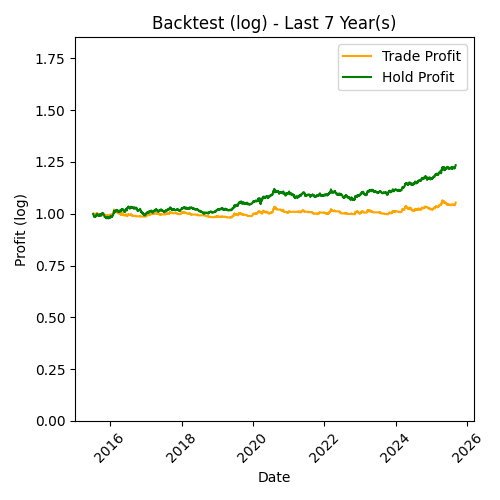 Backtest (log) - Last 7 Year(s)
Trade Profit
Hold Profit
Profit (log)
1.75
1.50
1.25
1.00
0.75
0.50
0.25
0.00
2016
2018
2020
2022
2024
2026
Date